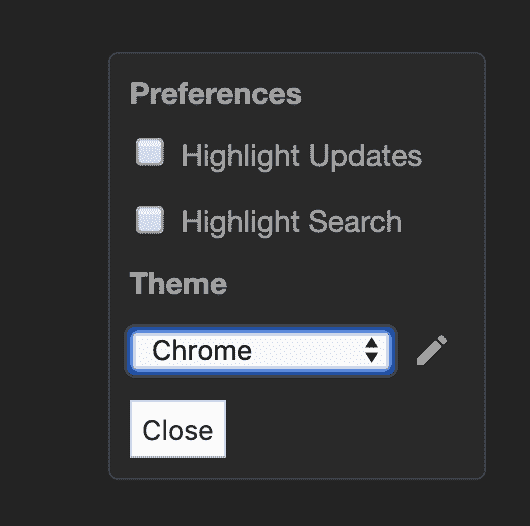 Preferences
Highlight Updates
Highlight Search
Theme
Chrome
Close